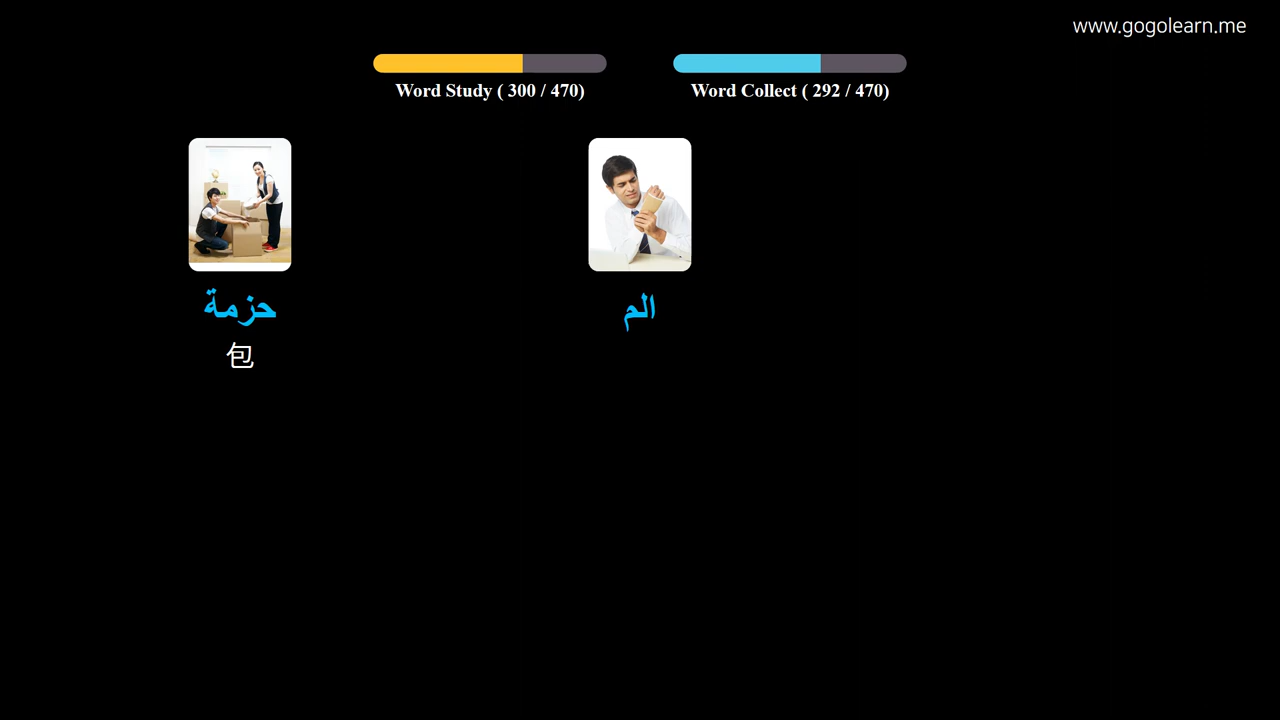 www.gogolearn.me
Word Study ( 300 / 470)
Word Collect ( 292 / 470)
حزمة
包
الم